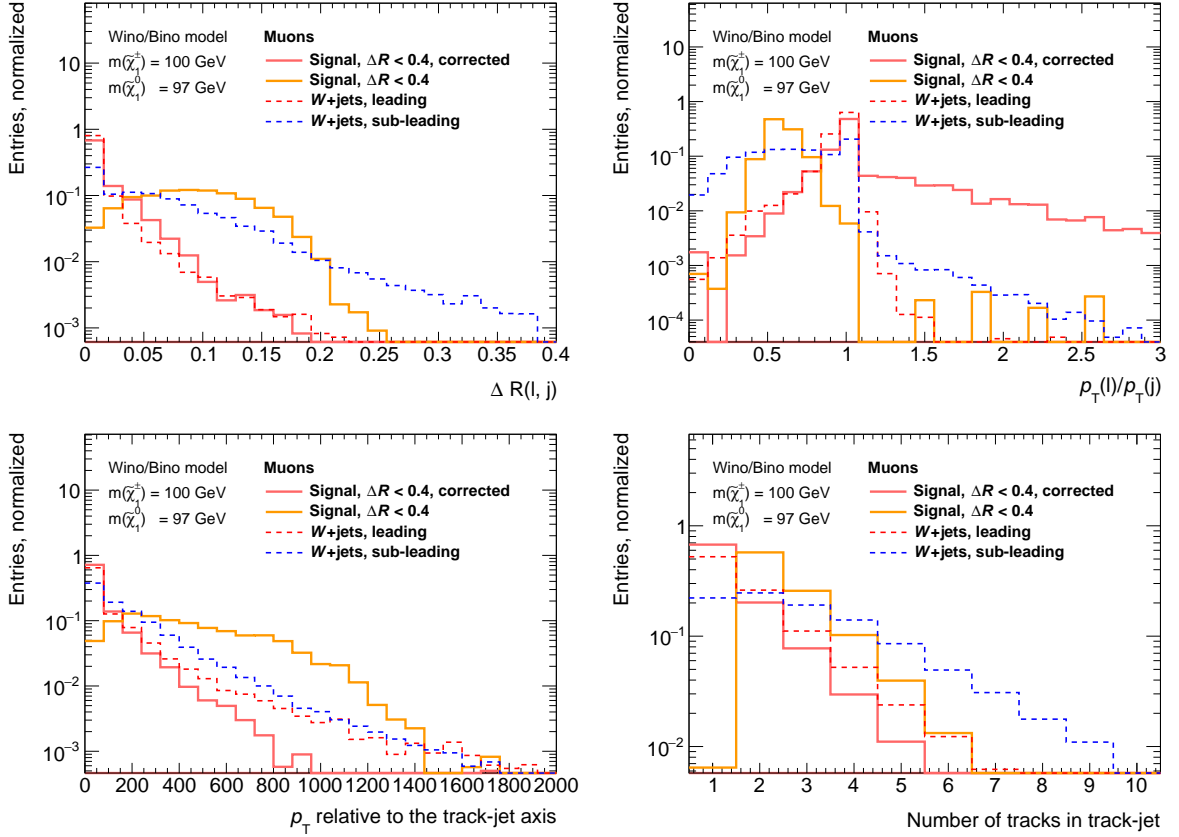 Entries, normalized
10
1
10⁻¹
10⁻²
10⁻³
Wino/Bino model
m(χ̃₁±) = 100 GeV
m(χ̃₁⁰) = 97 GeV
Muons
Signal, ΔR < 0.4, corrected
Signal, ΔR < 0.4
W+jets, leading
W+jets, sub-leading
0 0.05 0.1 0.15 0.2 0.25 0.3 0.35 0.4
Δ R(l, j)
Entries, normalized
10
1
10⁻¹
10⁻²
10⁻³
10⁻⁴
Wino/Bino model
m(χ̃₁±) = 100 GeV
m(χ̃₁⁰) = 97 GeV
Muons
Signal, ΔR < 0.4, corrected
Signal, ΔR < 0.4
W+jets, leading
W+jets, sub-leading
0 0.5 1 1.5 2 2.5 3
p_T(l)/p_T(j)
Entries, normalized
10
1
10⁻¹
10⁻²
10⁻³
Wino/Bino model
m(χ̃₁±) = 100 GeV
m(χ̃₁⁰) = 97 GeV
Muons
Signal, ΔR < 0.4, corrected
Signal, ΔR < 0.4
W+jets, leading
W+jets, sub-leading
0 200 400 600 800 1000 1200 1400 1600 1800 2000
p_T relative to the track-jet axis
Entries, normalized
1
10⁻¹
10⁻²
Wino/Bino model
m(χ̃₁±) = 100 GeV
m(χ̃₁⁰) = 97 GeV
Muons
Signal, ΔR < 0.4, corrected
Signal, ΔR < 0.4
W+jets, leading
W+jets, sub-leading
1 2 3 4 5 6 7 8 9 10
Number of tracks in track-jet